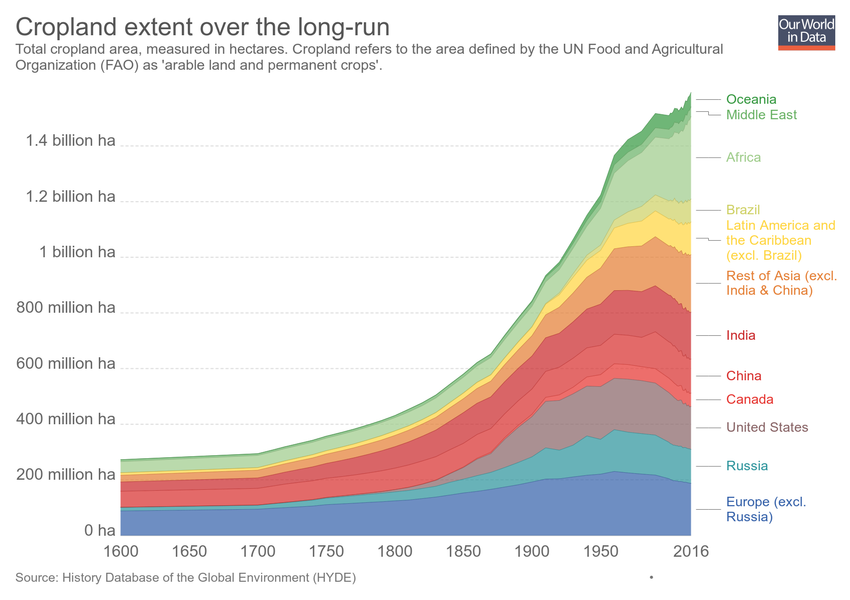 Cropland extent over the long-run
Our World
in Data
Total cropland area, measured in hectares. Cropland refers to the area defined by the UN Food and Agricultural
Organization (FAO) as 'arable land and permanent crops'.
1.4 billion ha
1.2 billion ha
1 billion ha
800 million ha
600 million ha
400 million ha
200 million ha
0 ha
1600
1650
1700
1750
1800
1850
1900
1950
2016
Oceania
Middle East
Africa
Brazil
Latin America and
the Caribbean
(excl. Brazil)
Rest of Asia (excl.
India & China)
India
China
Canada
United States
Russia
Europe (excl.
Russia)
Source: History Database of the Global Environment (HYDE)
•